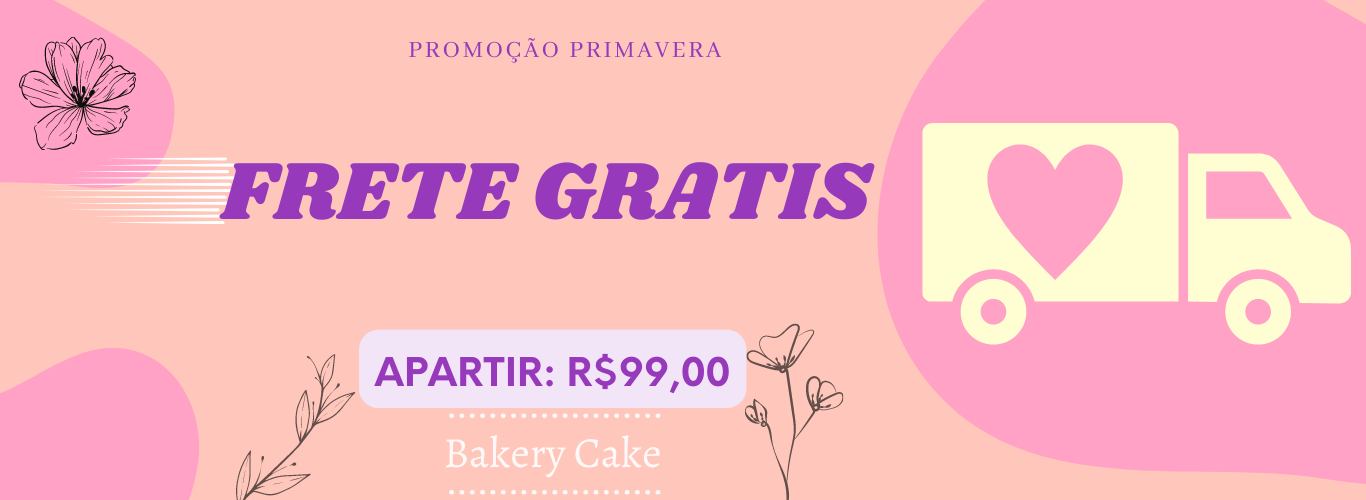 PROMOÇÃO PRIMAVERA
FRETE GRATIS
APARTIR: R$99,00
Bakery Cake